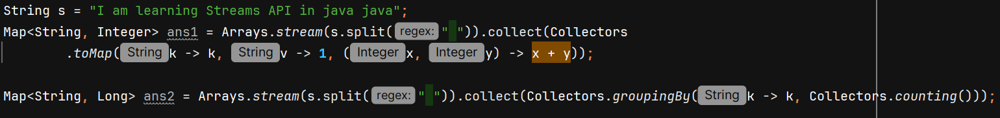 String s = "I am learning Streams API in java java";
Map<String, Integer> ans1 = Arrays.stream(s.split( regex: " ")).collect(Collectors
.toMap( String k -> k, String v -> 1, ( Integer x, Integer y) -> x + y));
Map<String, Long> ans2 = Arrays.stream(s.split( regex: " ")).collect(Collectors.groupingBy( String k -> k, Collectors.counting()));